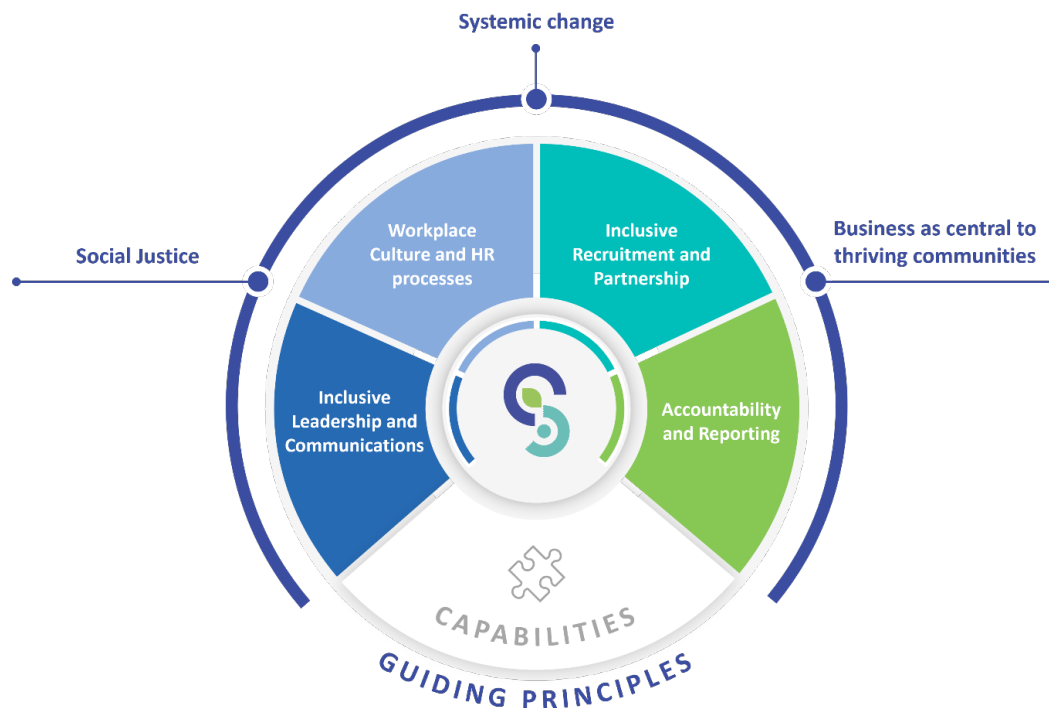 Systemic change
Social Justice
Business as central to
thriving communities
Workplace
Culture and HR
processes
Inclusive
Recruitment and
Partnership
Inclusive
Leadership and
Communications
Accountability
and Reporting
CAPABILITIES
GUIDING PRINCIPLES